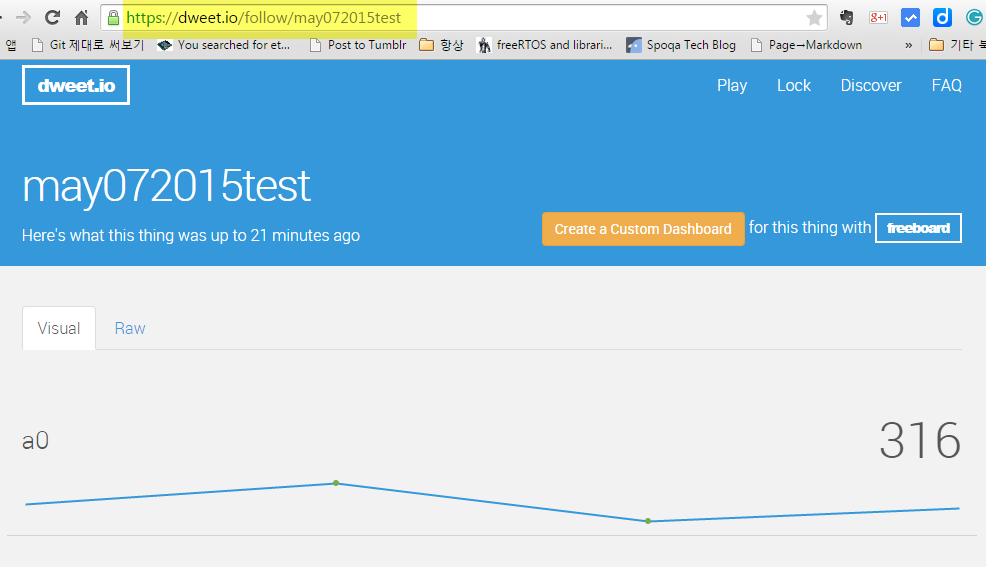 https://dweet.io/follow/may072015test
앱 Git 제대로 써보기 You searched for et... Post to Tumblr 항상 freeRTOS and librari... Spoqa Tech Blog Page→Markdown » 기타 북
dweet.io Play Lock Discover FAQ
may072015test
Here's what this thing was up to 21 minutes ago
Create a Custom Dashboard for this thing with freeboard
Visual Raw
a0 316